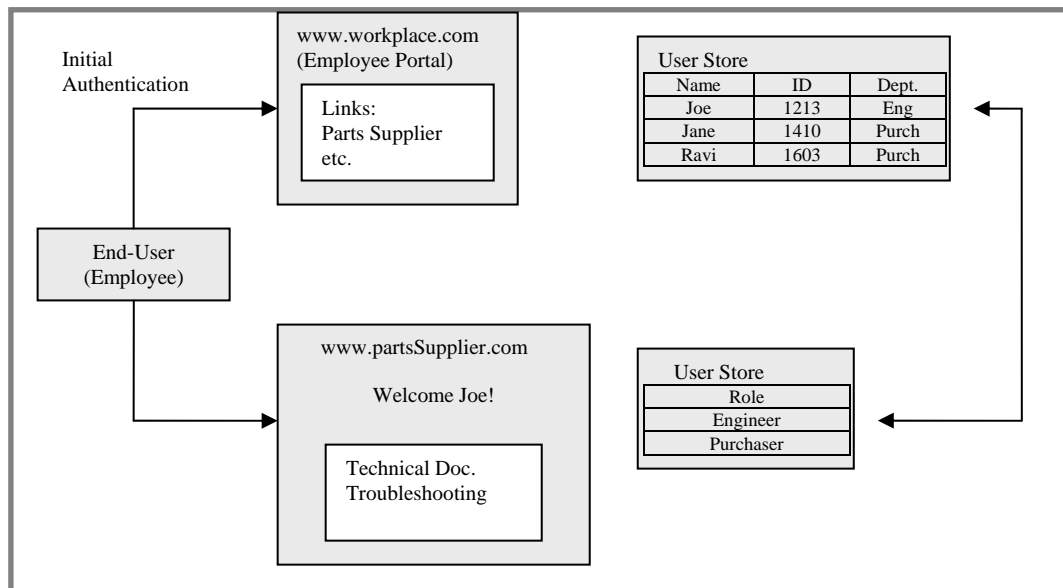 Initial
Authentication
www.workplace.com
(Employee Portal)
Links:
Parts Supplier
etc.
User Store
Name ID Dept.
Joe 1213 Eng
Jane 1410 Purch
Ravi 1603 Purch
End-User
(Employee)
www.partsSupplier.com
Welcome Joe!
Technical Doc.
Troubleshooting
User Store
Role
Engineer
Purchaser